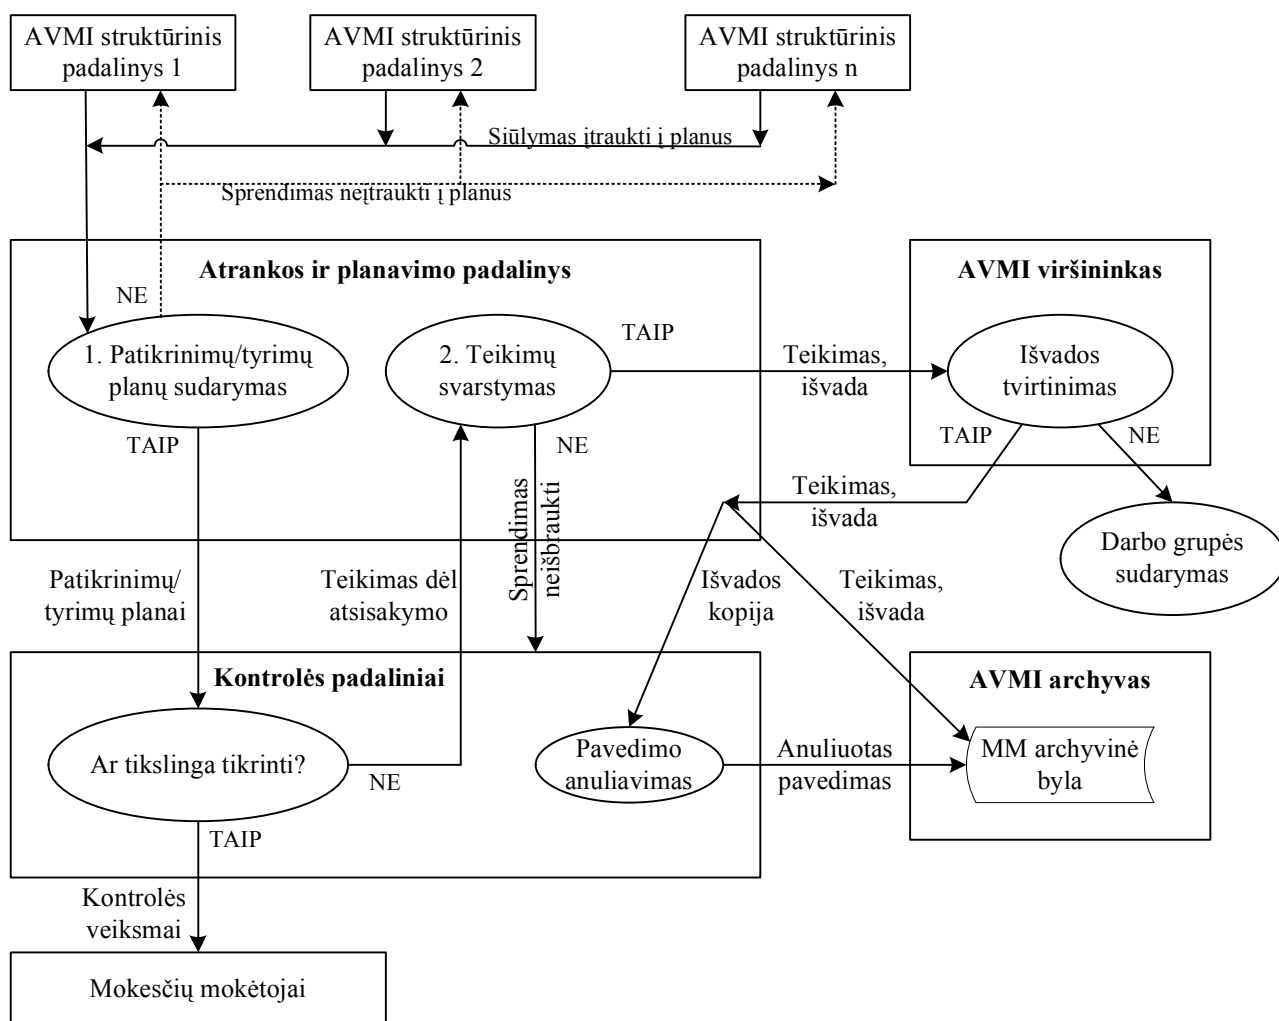 AVMI struktūrinis
padalinys 1
AVMI struktūrinis
padalinys 2
AVMI struktūrinis
padalinys n
Siūlymas įtraukti į planus
Sprendimas neįtraukti į planus
Atrankos ir planavimo padalinys
AVMI viršininkas
NE
1. Patikrinimų/tyrimų
planų sudarymas
2. Teikimų
svarstymas
TAIP
Teikimas,
išvada
Išvados
tvirtinimas
TAIP
NE
TAIP
NE
Sprendimas
neišbraukti
Teikimas,
išvada
Darbo grupės
sudarymas
Patikrinimų/
tyrimų planai
Teikimas dėl
atsisakymo
Išvados
kopija
Teikimas,
išvada
Kontrolės padaliniai
AVMI archyvas
Ar tikslinga tikrinti?
NE
Pavedimo
anuliavimas
Anuliuotas
pavedimas
MM archyvinė
byla
TAIP
Kontrolės
veiksmai
Mokesčių mokėtojai